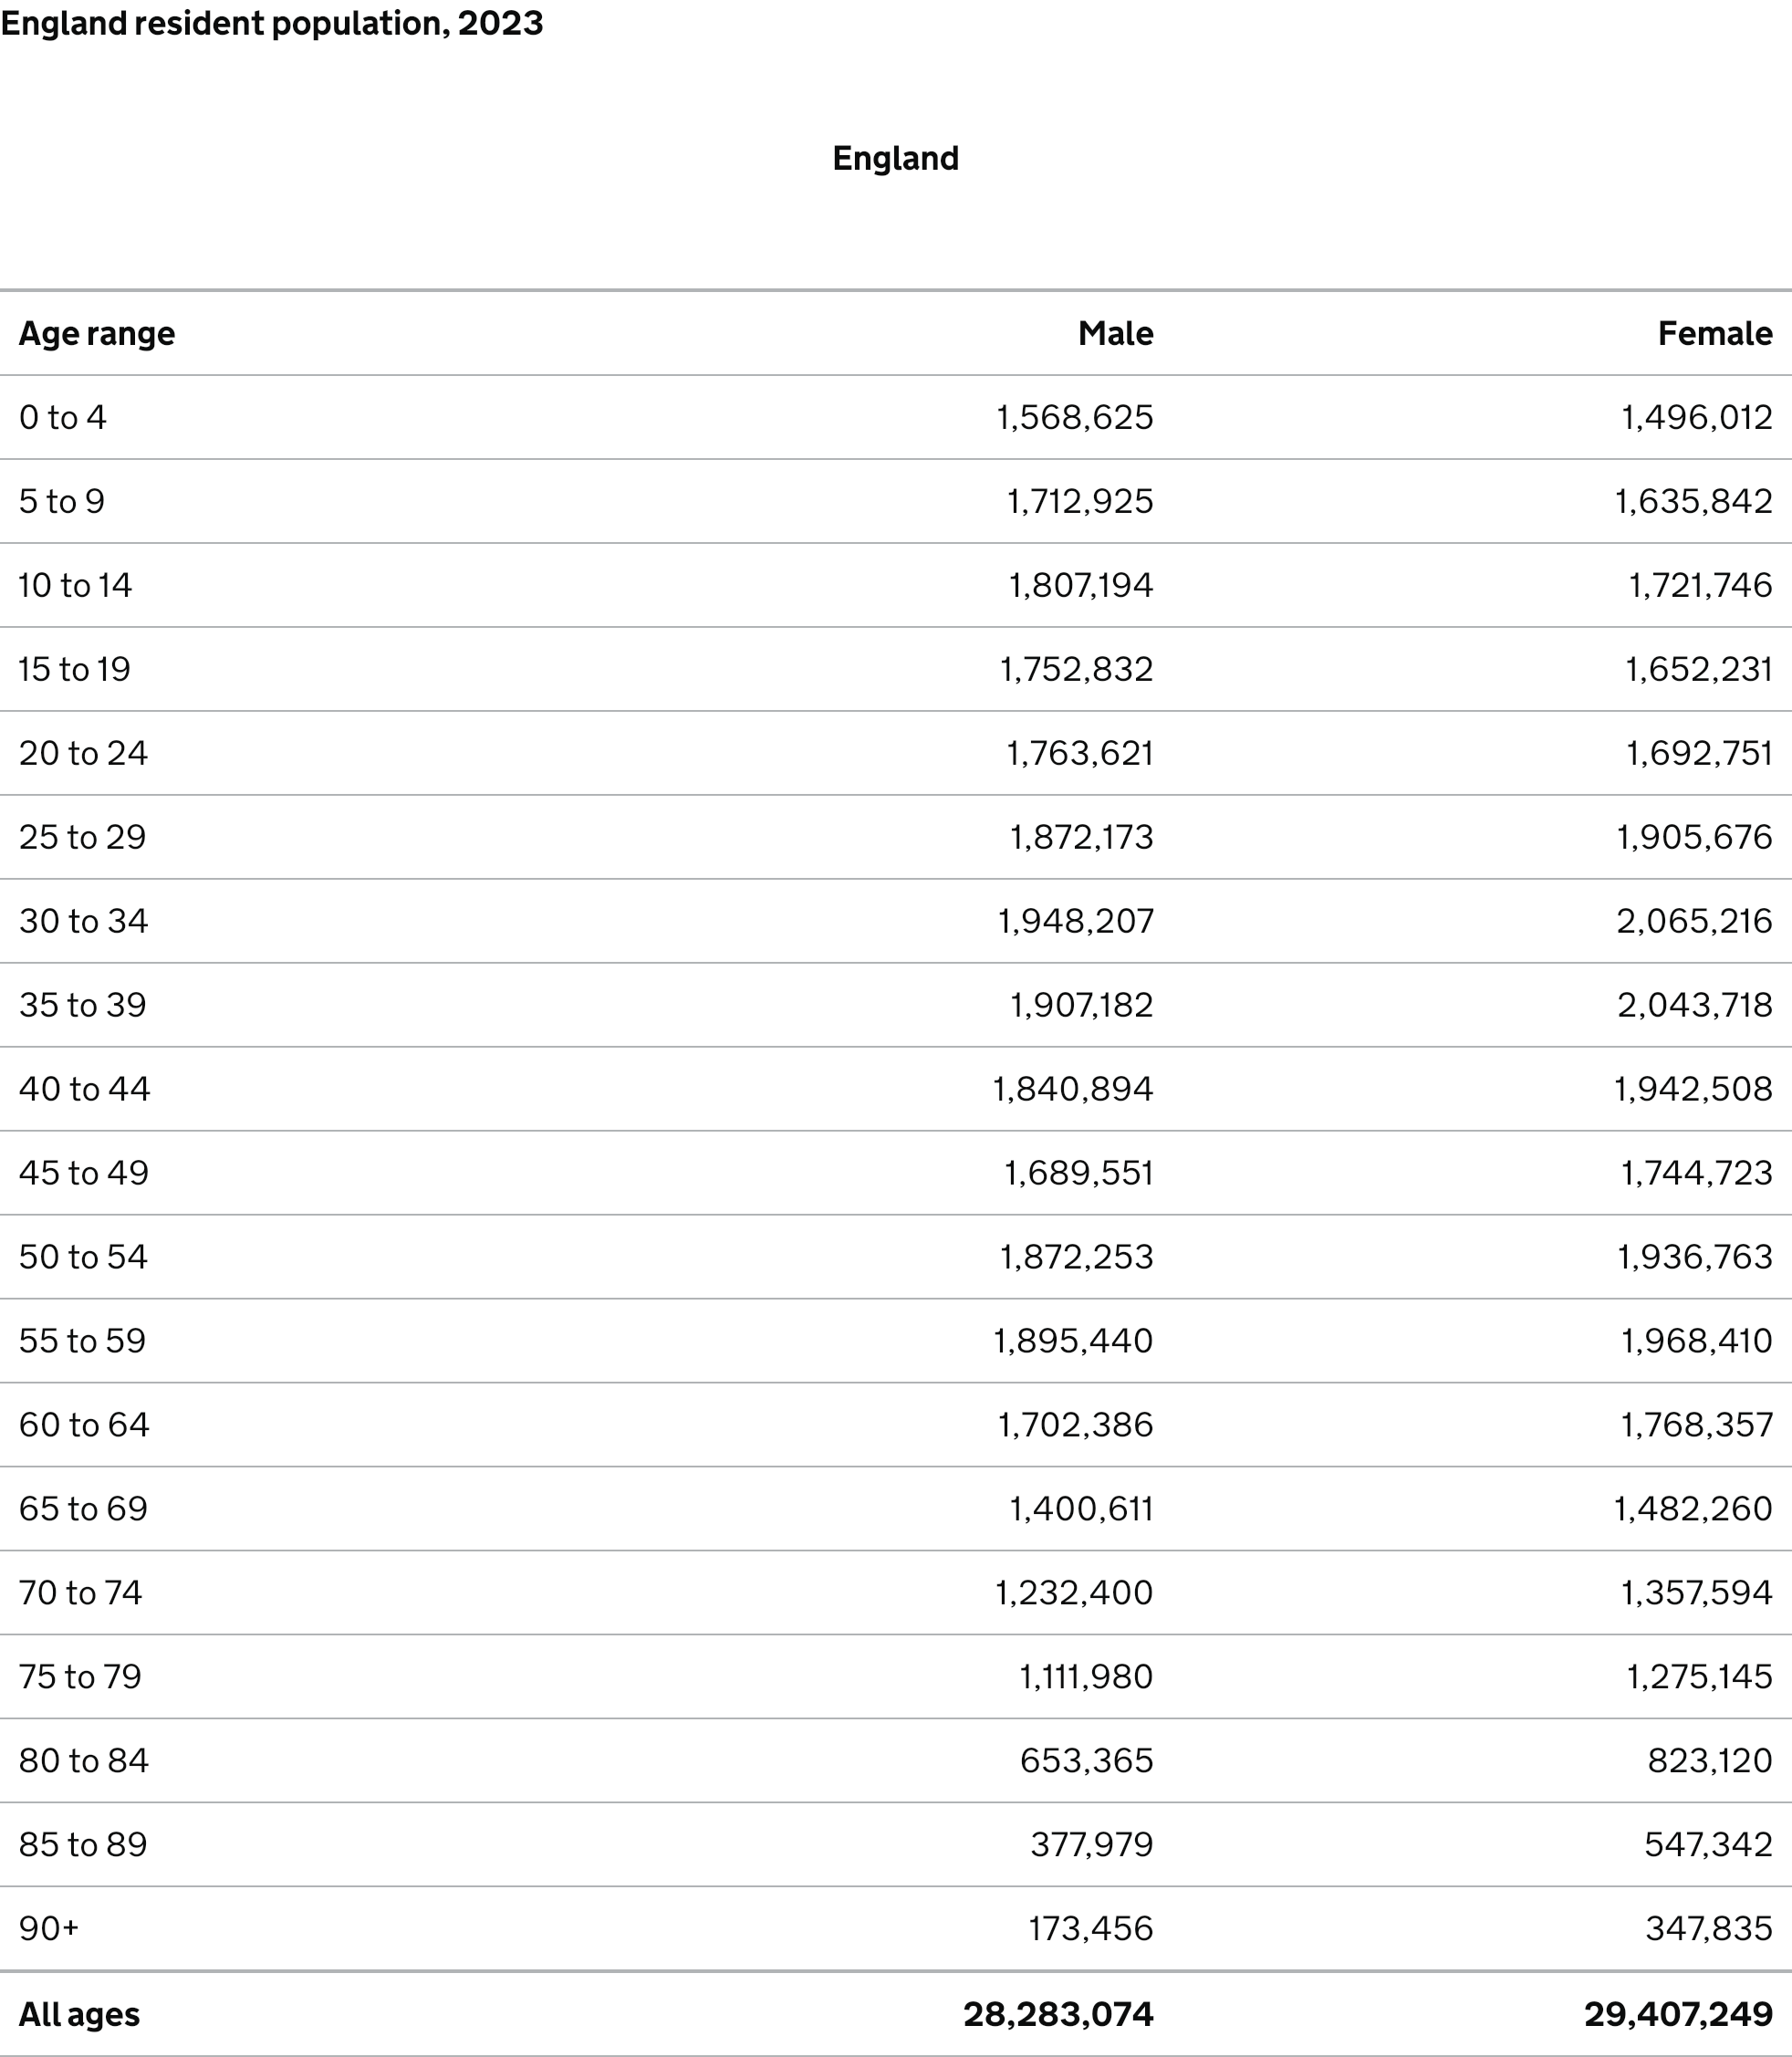 England resident population, 2023
England
Age range Male Female
0 to 4 1,568,625 1,496,012
5 to 9 1,712,925 1,635,842
10 to 14 1,807,194 1,721,746
15 to 19 1,752,832 1,652,231
20 to 24 1,763,621 1,692,751
25 to 29 1,872,173 1,905,676
30 to 34 1,948,207 2,065,216
35 to 39 1,907,182 2,043,718
40 to 44 1,840,894 1,942,508
45 to 49 1,689,551 1,744,723
50 to 54 1,872,253 1,936,763
55 to 59 1,895,440 1,968,410
60 to 64 1,702,386 1,768,357
65 to 69 1,400,611 1,482,260
70 to 74 1,232,400 1,357,594
75 to 79 1,111,980 1,275,145
80 to 84 653,365 823,120
85 to 89 377,979 547,342
90+ 173,456 347,835
All ages 28,283,074 29,407,249